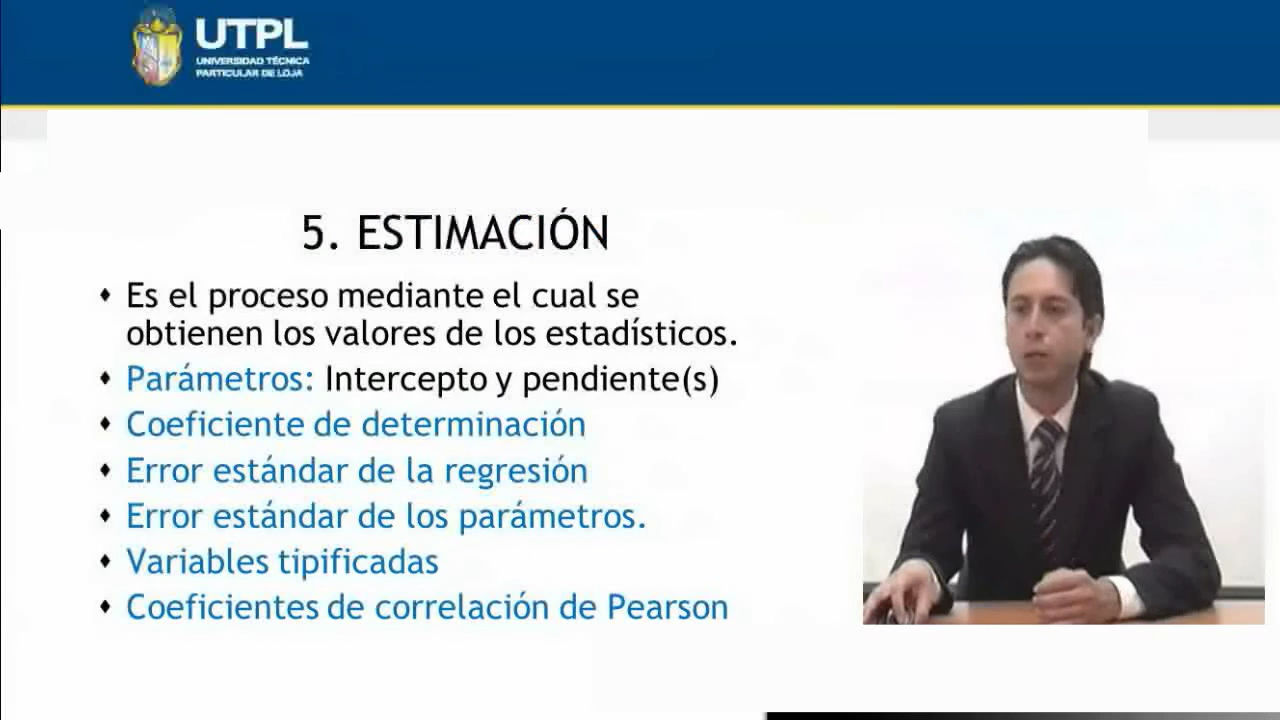 UTPL
UNIVERSIDAD TÉCNICA
PARTICULAR DE LOJA
5. ESTIMACIÓN
Es el proceso mediante el cual se
obtienen los valores de los estadísticos.
Parámetros: Intercepto y pendiente(s)
Coeficiente de determinación
Error estándar de la regresión
Error estándar de los parámetros.
Variables tipificadas
Coeficientes de correlación de Pearson